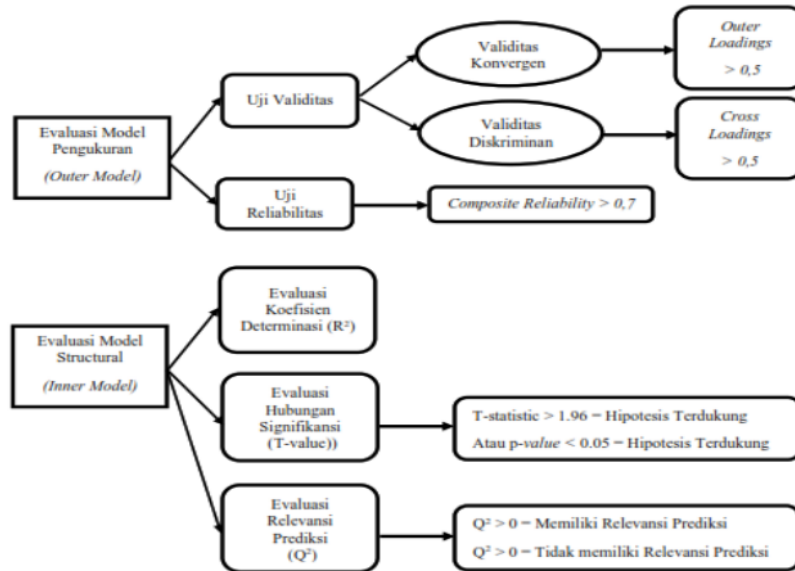 Outer
Loadings
> 0,5
Validitas
Konvergen
Uji Validitas
Cross
Loadings
> 0,5
Validitas
Diskriminan
Evaluasi Model
Pengukuran
(Outer Model)
Uji
Reliabilitas
Composite Reliability > 0,7
Evaluasi
Koefisien
Determinasi (R²)
Evaluasi Model
Structural
(Inner Model)
Evaluasi
Hubungan
Signifikansi
(T-value))
T-statistic > 1.96 = Hipotesis Terdukung
Atau p-value < 0.05 = Hipotesis Terdukung
Evaluasi
Relevansi
Prediksi
(Q²)
Q² > 0 = Memiliki Relevansi Prediksi
Q² > 0 = Tidak memiliki Relevansi Prediksi